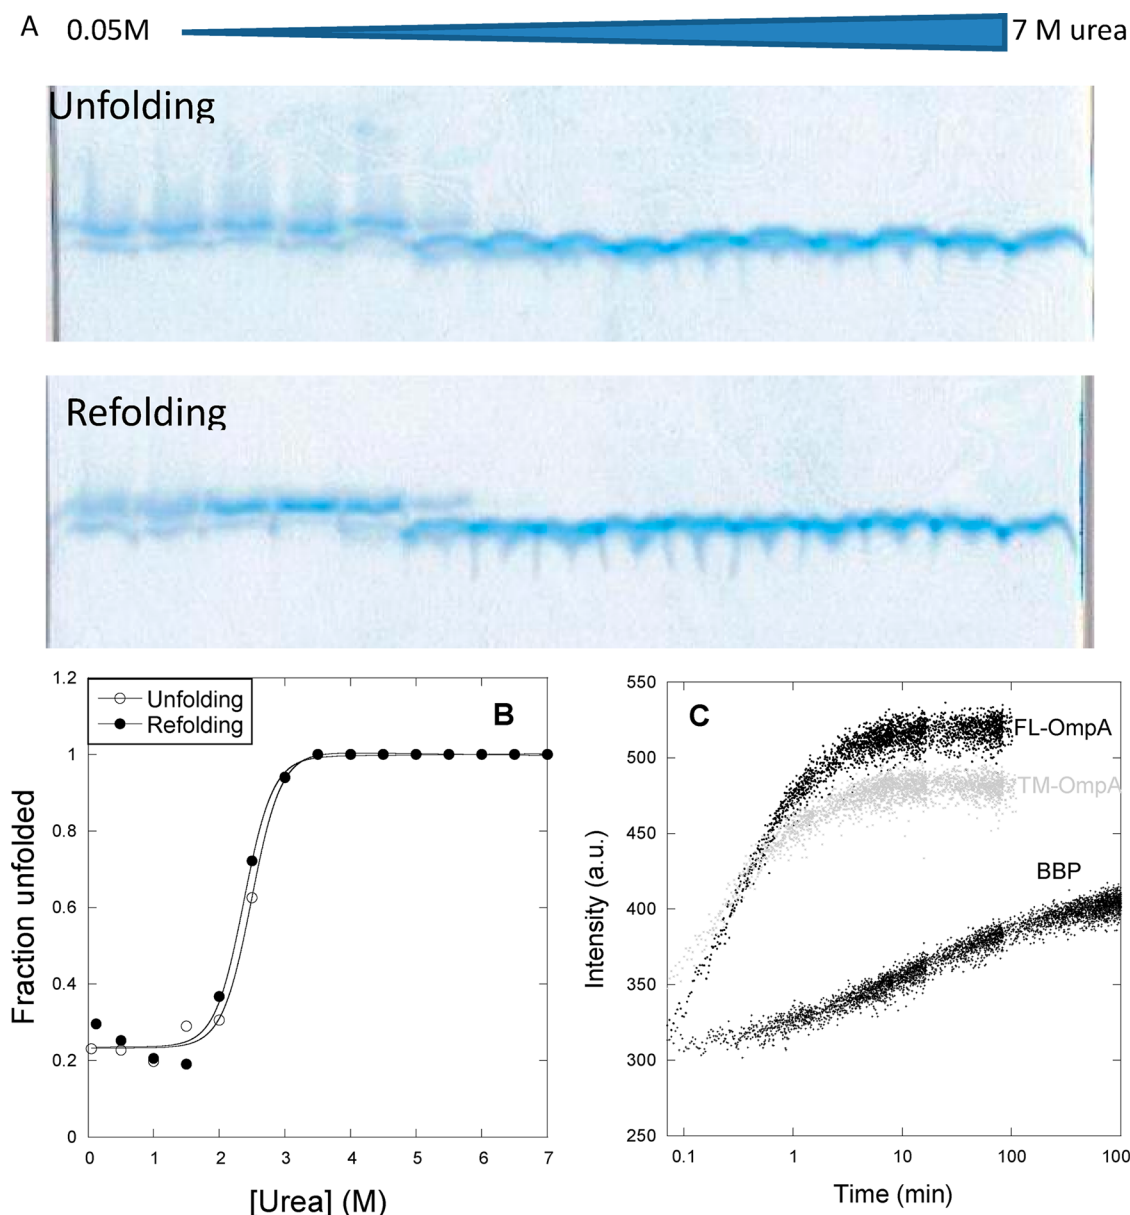 A 0.05M 7 M urea
Unfolding
Refolding
1.2
1
0.8
0.6
0.4
0.2
0
Unfolding
Refolding
B
Fraction unfolded
0 1 2 3 4 5 6 7
[Urea] (M)
550
500
450
400
350
300
250
C
FL-OmpA
TM-OmpA
BBP
Intensity (a.u.)
0.1 1 10 100 100
Time (min)